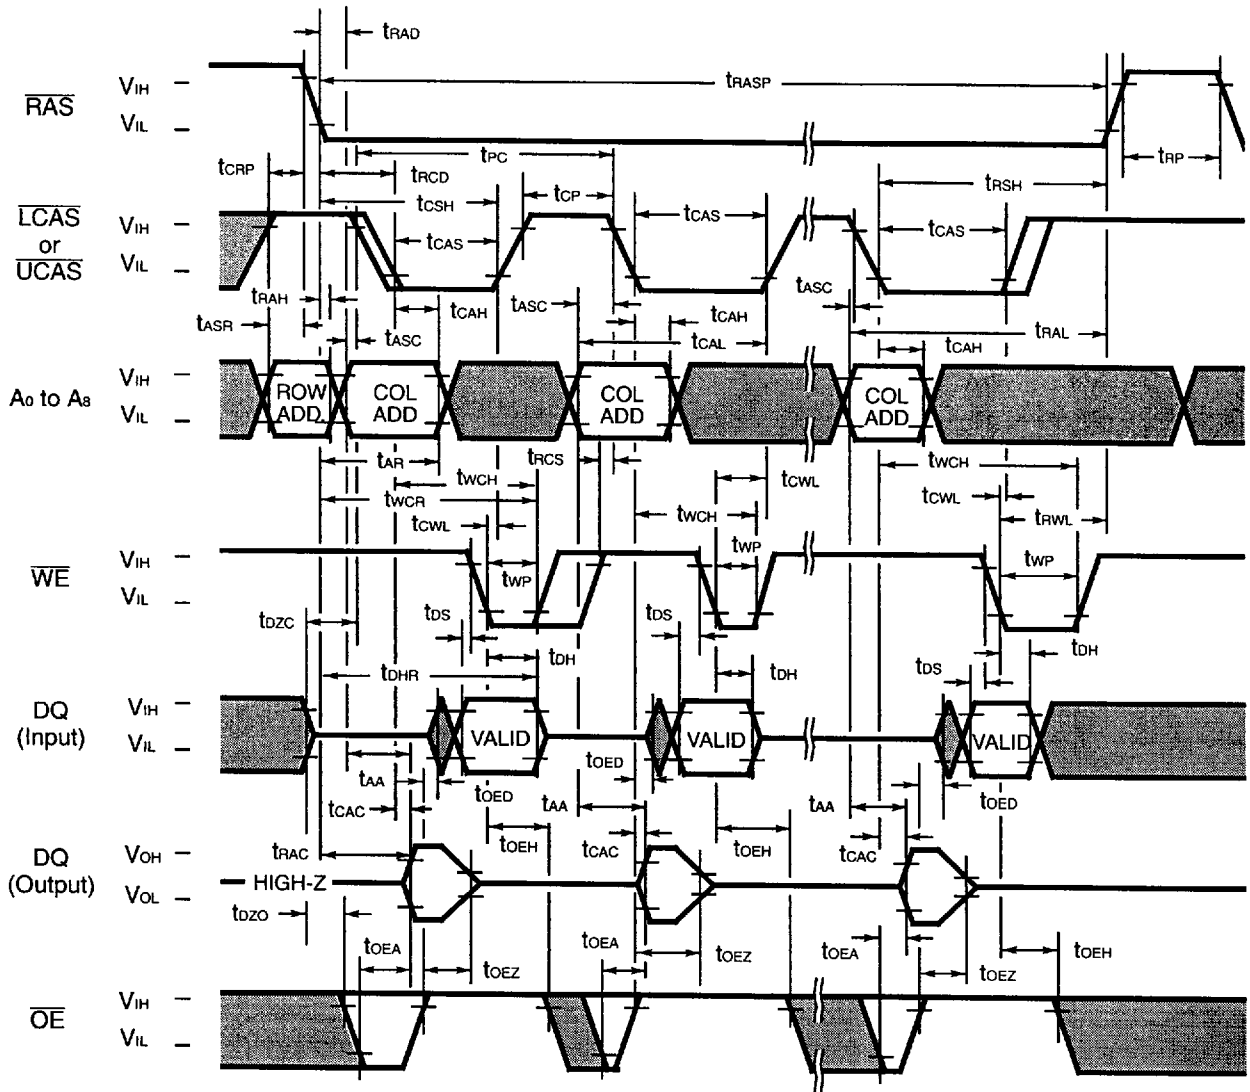 tRAD
RAS
VIH
VIL
tRASP
tCRP
tRCD
tPC
tRP
tCSH
tCP
tRSH
LCAS
or
UCAS
VIH
VIL
tCAS
tCAS
tCAS
tRAH
tASR
tASC
tCAH
tASC
tCAH
tCAL
tASC
tRAL
tCAH
A0 to A8
VIH
VIL
ROW
ADD
COL
ADD
COL
ADD
COL
ADD
tAR
tRCS
tWCH
tWCR
tCWL
tCWL
tWCH
tWCH
tCWL
tRWL
WE
VIH
VIL
tWP
tWP
tWP
tDZC
tDS
tDS
tDH
tDH
tDHR
tDS
tDH
DQ
(Input)
VIH
VIL
VALID
VALID
VALID
tAA
tOED
tCAC
tOED
tAA
tAA
tOED
tRAC
tOEH
tCAC
tOEH
tCAC
DQ
(Output)
VOH
VOL
HIGH-Z
tDZO
tOEA
tOEZ
tOEA
tOEZ
tOEA
tOEZ
tOEH
OE
VIH
VIL